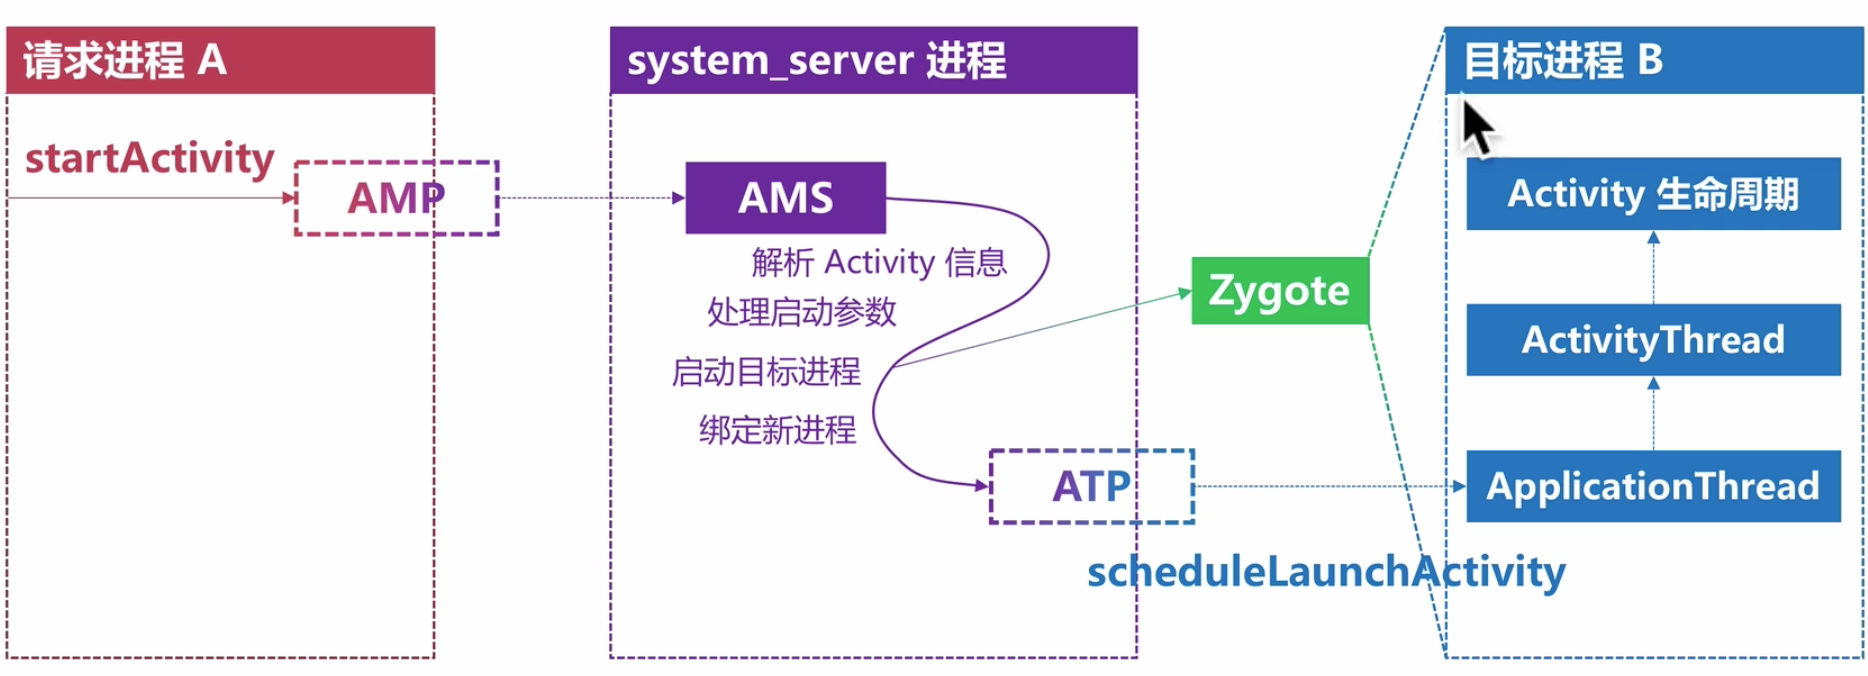 请求进程 A
startActivity
AMP
system_server 进程
AMS
解析 Activity 信息
处理启动参数
启动目标进程
绑定新进程
ATP
scheduleLaunchActivity
Zygote
目标进程 B
Activity 生命周期
ActivityThread
ApplicationThread